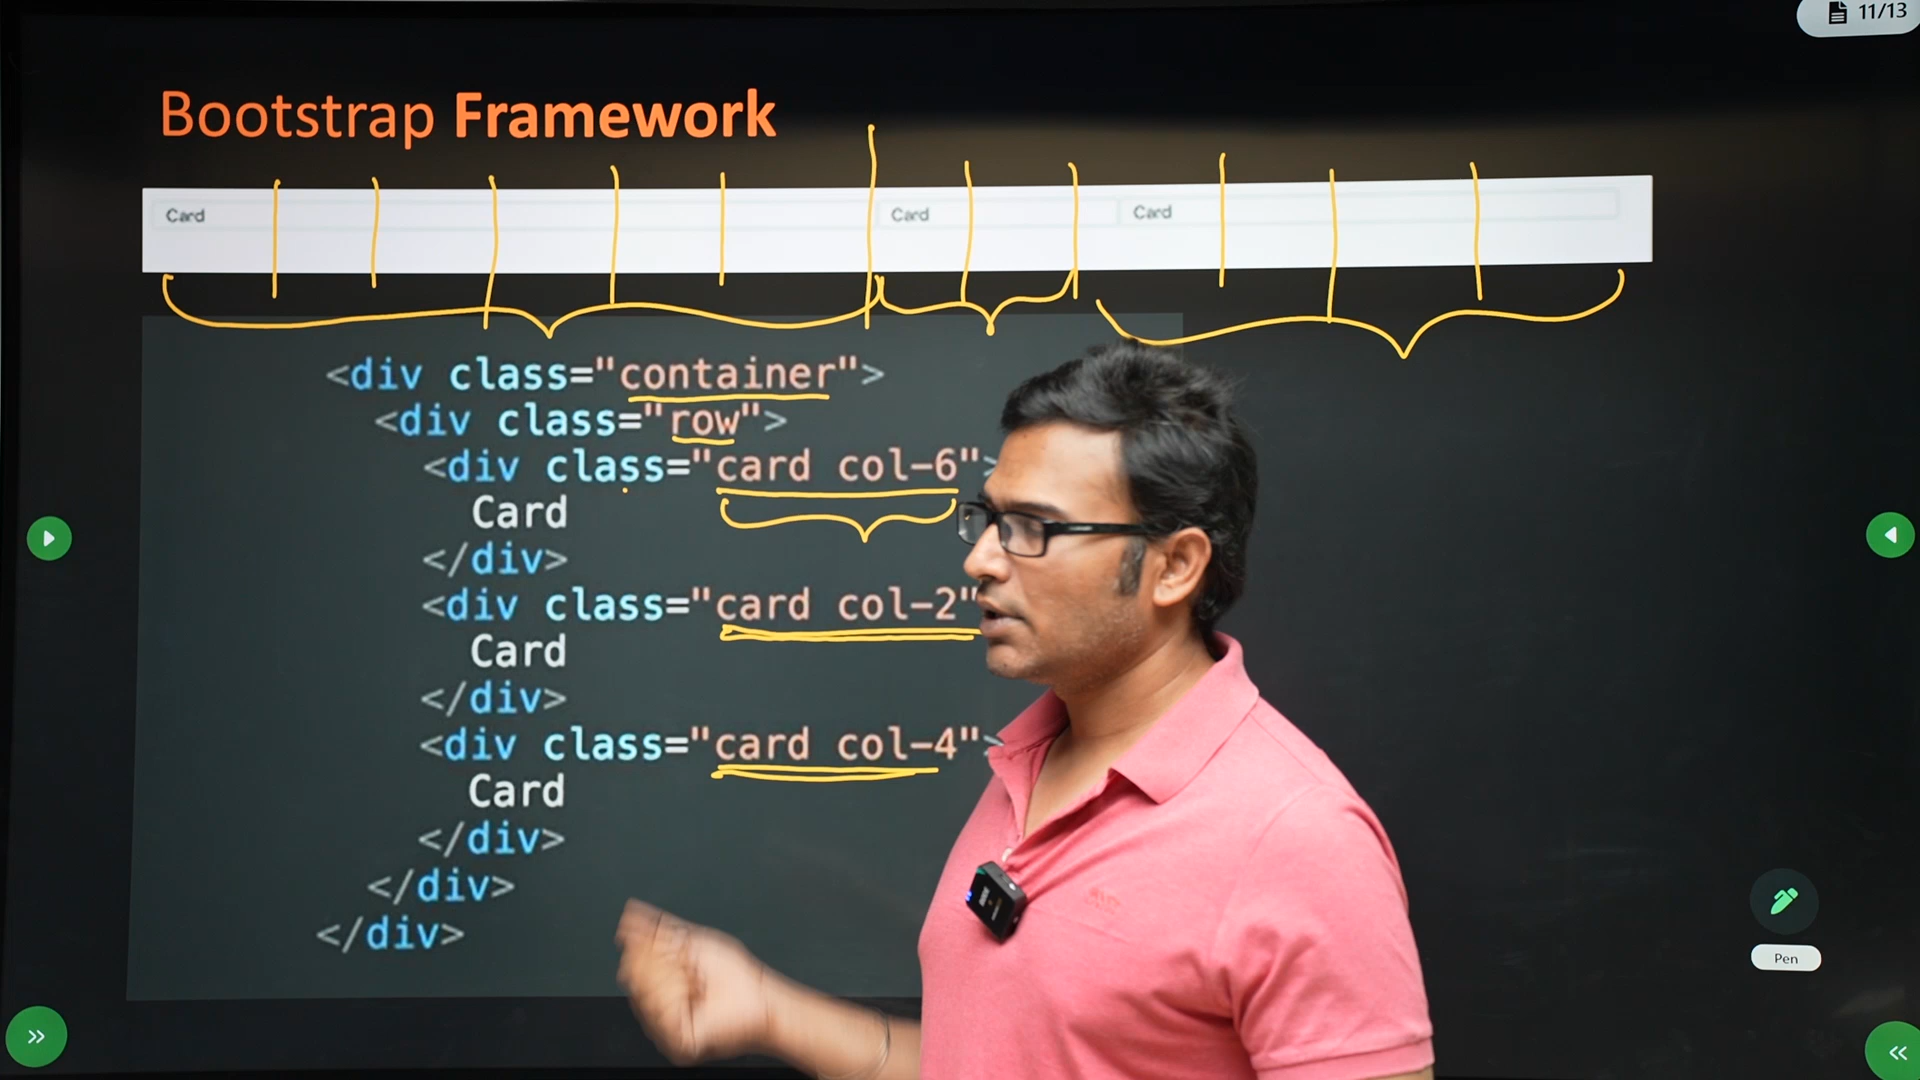 11/13
Bootstrap Framework
Card Card Card
<div class="container">
<div class="row">
<div class="card col-6">
Card
</div>
<div class="card col-2"
Card
</div>
<div class="card col-4">
Card
</div>
</div>
</div>
Pen